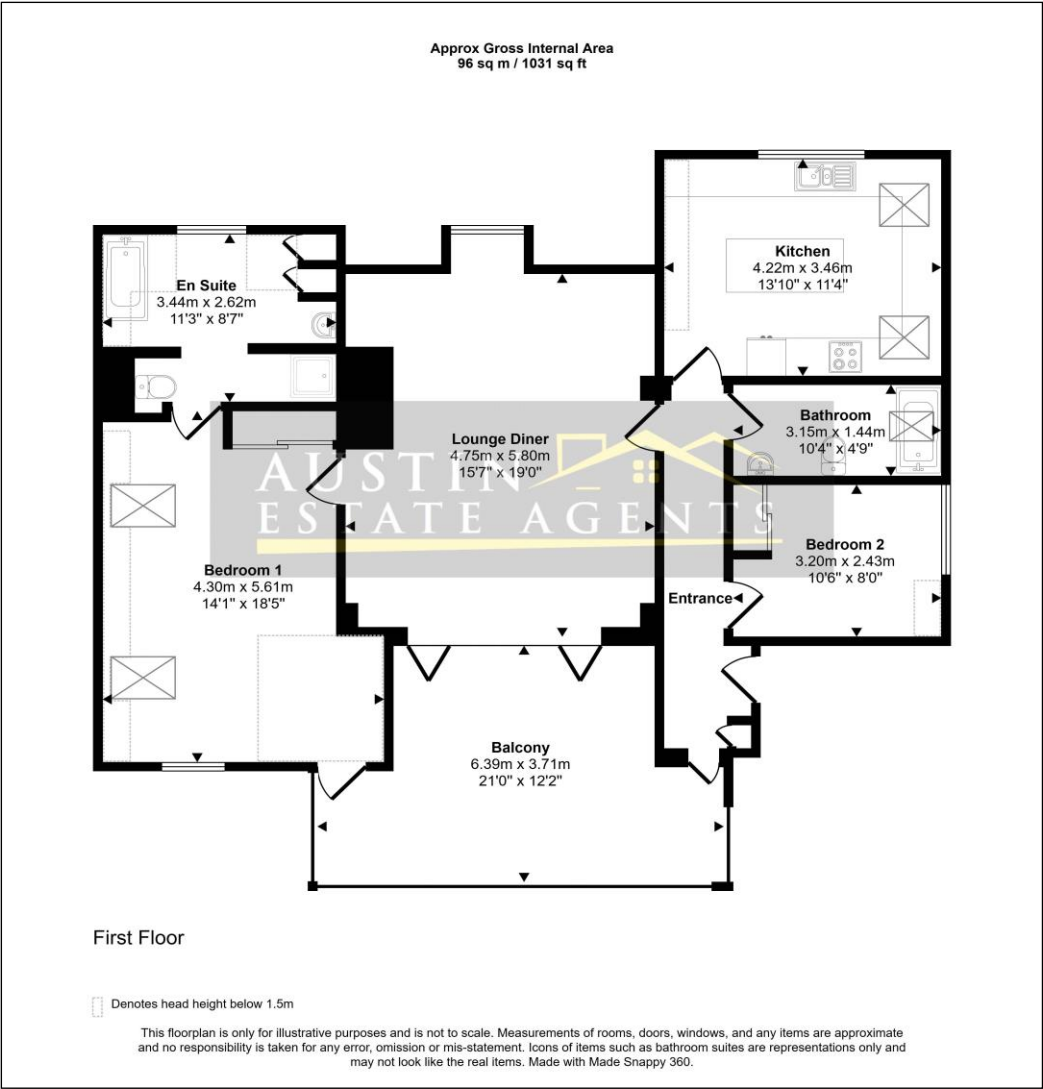 Approx Gross Internal Area
96 sq m / 1031 sq ft
Kitchen
4.22m x 3.46m
13'10" x 11'4"
En Suite
3.44m x 2.62m
11'3" x 8'7"
Bathroom
3.15m x 1.44m
10'4" x 4'9"
Lounge Diner
4.75m x 5.80m
15'7" x 19'0"
AUSTIN
ESTATE AGENTS
Bedroom 1
4.30m x 5.61m
14'1" x 18'5"
Bedroom 2
3.20m x 2.43m
10'6" x 8'0"
Entrance
Balcony
6.39m x 3.71m
21'0" x 12'2"
First Floor
Denotes head height below 1.5m
This floorplan is only for illustrative purposes and is not to scale. Measurements of rooms, doors, windows, and any items are approximate
and no responsibility is taken for any error, omission or mis-statement. Icons of items such as bathroom suites are representations only and
may not look like the real items. Made with Made Snappy 360.